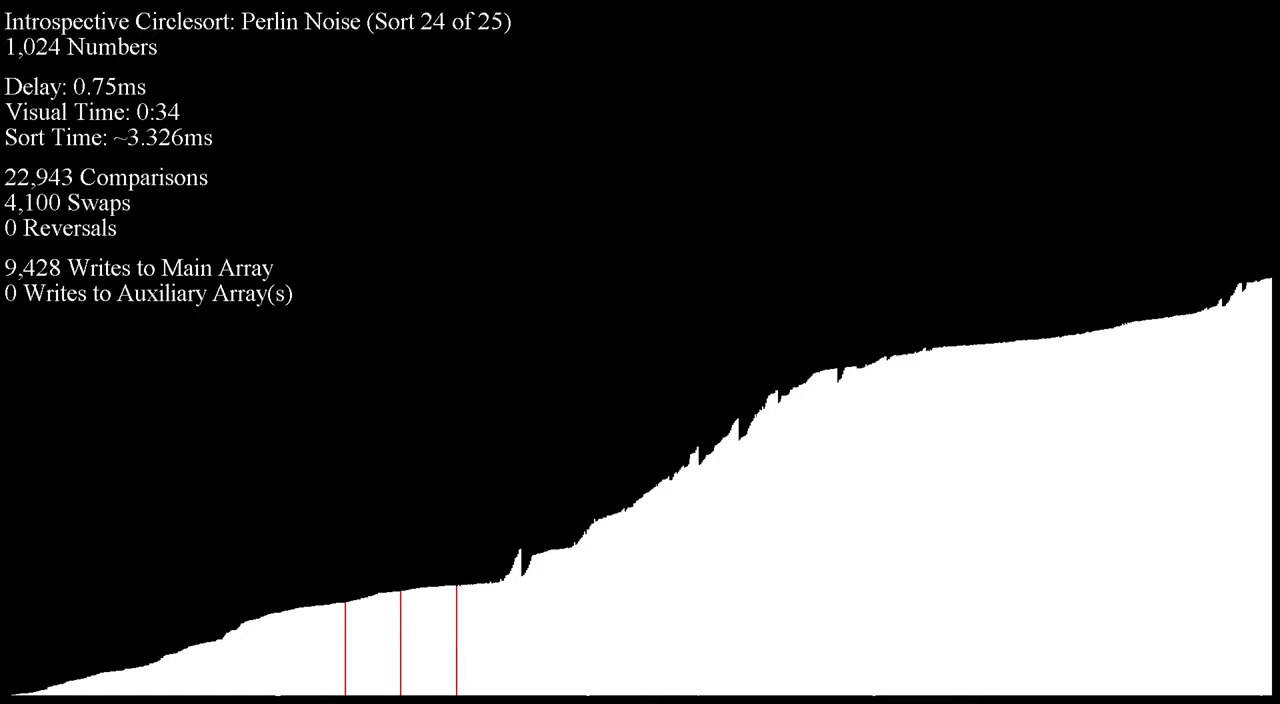 Introspective Circlesort: Perlin Noise (Sort 24 of 25)
1,024 Numbers
Delay: 0.75ms
Visual Time: 0:34
Sort Time: ~3.326ms
22,943 Comparisons
4,100 Swaps
0 Reversals
9,428 Writes to Main Array
0 Writes to Auxiliary Array(s)